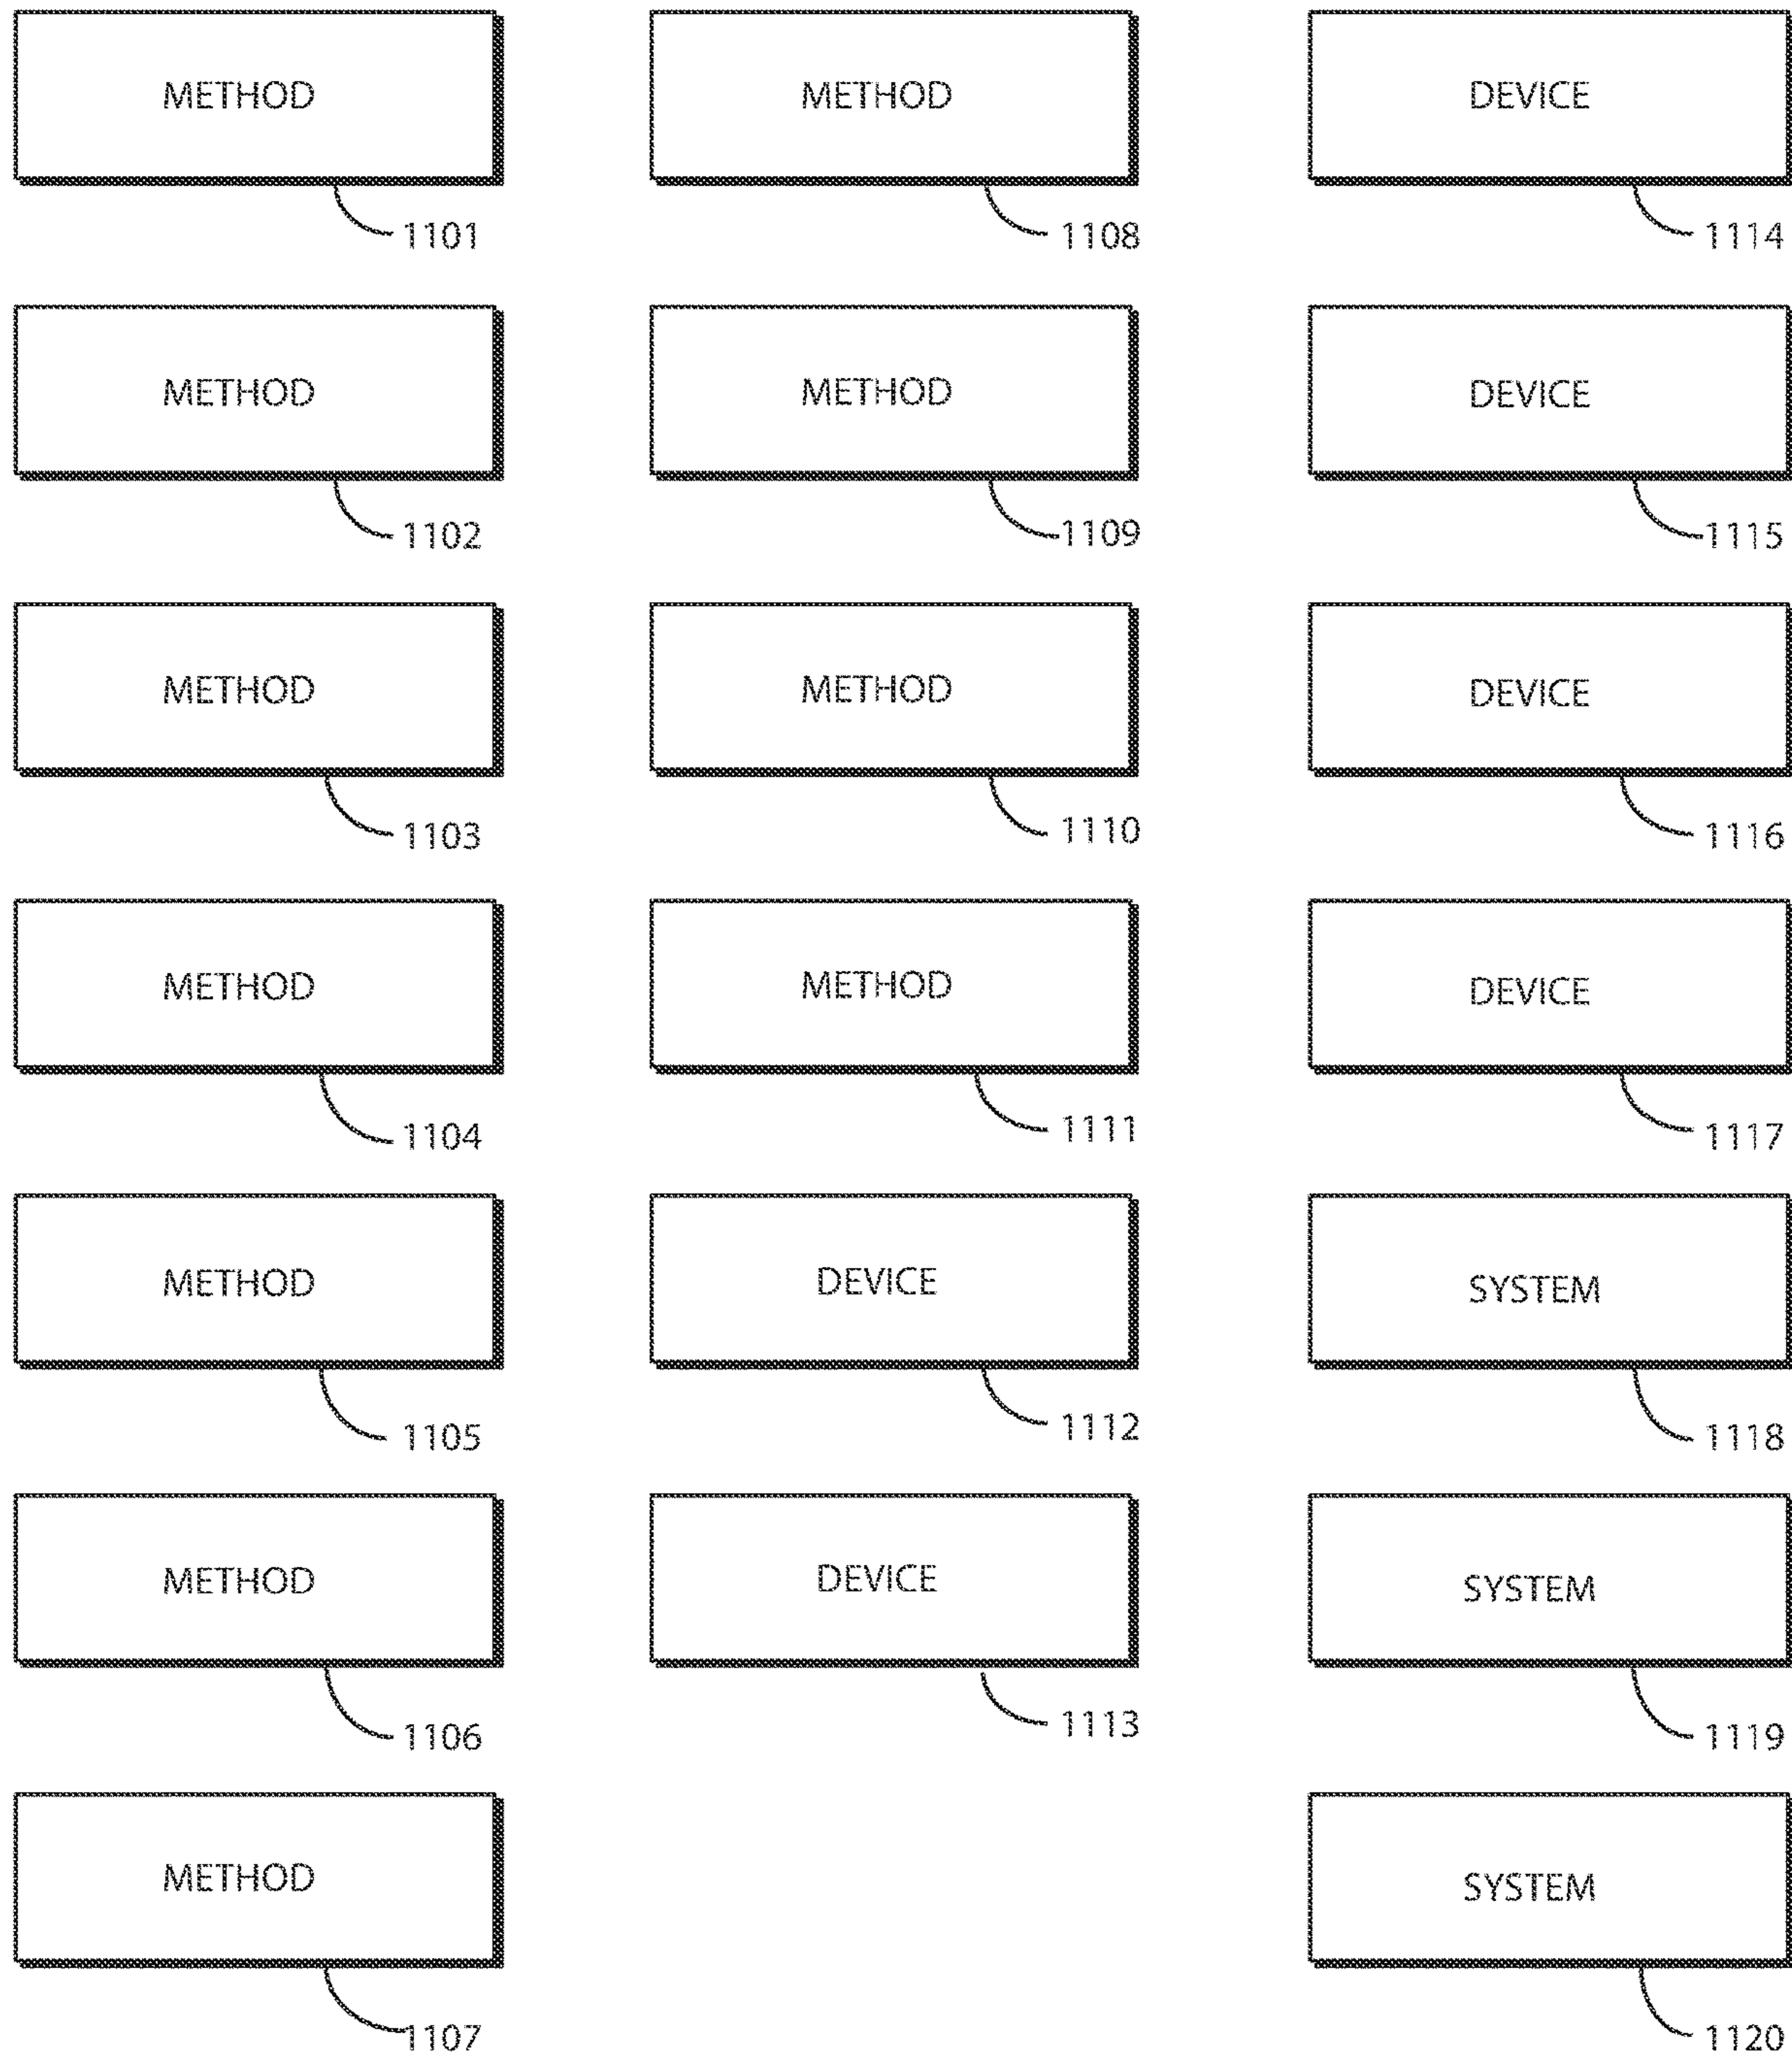 METHOD
1101
METHOD
1102
METHOD
1103
METHOD
1104
METHOD
1105
METHOD
1106
METHOD
1107
METHOD
1108
METHOD
1109
METHOD
1110
METHOD
1111
DEVICE
1112
DEVICE
1113
DEVICE
1114
DEVICE
1115
DEVICE
1116
DEVICE
1117
SYSTEM
1118
SYSTEM
1119
SYSTEM
1120